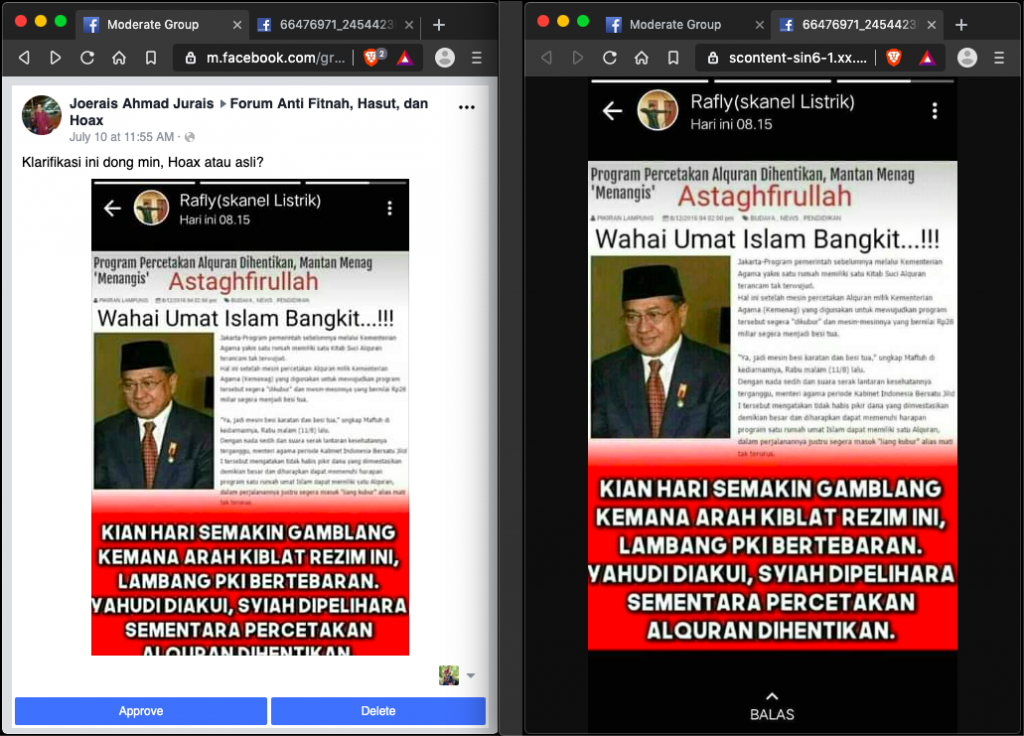 Moderate Group
66476971_2454423
m.facebook.com/gr...
2
Joerais Ahmad Jurais ▸ Forum Anti Fitnah, Hasut, dan
Hoax
July 10 at 11:55 AM ·
Klarifikasi ini dong min, Hoax atau asli?
Rafly(skanel Listrik)
Hari ini 08.15
Program Percetakan Alquran Dihentikan, Mantan Menag
'Menangis'
Astaghfirullah
PIKIRAN LAMPUNG 8/12/2016 04:02:00 pm BUDAYA, NEWS, PENDIDIKAN
Wahai Umat Islam Bangkit...!!!
Jakarta-Program pemerintah sebelumnya melalui Kementerian
Agama yakni satu rumah memiliki satu Kitab Suci Alquran
terancam tak terwujud.
Hal ini setelah mesin percetakan Alquran milik Kementerian
Agama (Kemenag) yang digunakan untuk mewujudkan program
tersebut segera "dikubur" dan mesin-mesinnya yang bernilai Rp28
miliar segera menjadi besi tua.
"Ya, jadi mesin besi karatan dan besi tua," ungkap Maftuh di
kediamannya, Rabu malam (11/8) lalu.
Dengan nada sedih dan suara serak lantaran kesehatannya
terganggu, menteri agama periode Kabinet Indonesia Bersatu Jilid
I tersebut mengatakan tidak habis pikir dana yang diinvestasikan
demikian besar dan diharapkan dapat memenuhi harapan
program satu rumah umat Islam dapat memiliki satu Alquran,
dalam perjalanannya justru segera masuk "liang kubur" alias mati
tak terurus.
KIAN HARI SEMAKIN GAMBLANG
KEMANA ARAH KIBLAT REZIM INI,
LAMBANG PKI BERTEBARAN.
YAHUDI DIAKUI, SYIAH DIPELIHARA
SEMENTARA PERCETAKAN
ALQURAN DIHENTIKAN.
Approve
Delete
Moderate Group
66476971_2454423
scontent-sin6-1.xx....
Rafly(skanel Listrik)
Hari ini 08.15
Program Percetakan Alquran Dihentikan, Mantan Menag
'Menangis'
Astaghfirullah
PIKIRAN LAMPUNG 8/12/2016 04:02:00 pm BUDAYA, NEWS, PENDIDIKAN
Wahai Umat Islam Bangkit...!!!
Jakarta-Program pemerintah sebelumnya melalui Kementerian
Agama yakni satu rumah memiliki satu Kitab Suci Alquran
terancam tak terwujud.
Hal ini setelah mesin percetakan Alquran milik Kementerian
Agama (Kemenag) yang digunakan untuk mewujudkan program
tersebut segera "dikubur" dan mesin-mesinnya yang bernilai Rp28
miliar segera menjadi besi tua.
"Ya, jadi mesin besi karatan dan besi tua," ungkap Maftuh di
kediamannya, Rabu malam (11/8) lalu.
Dengan nada sedih dan suara serak lantaran kesehatannya
terganggu, menteri agama periode Kabinet Indonesia Bersatu Jilid
I tersebut mengatakan tidak habis pikir dana yang diinvestasikan
demikian besar dan diharapkan dapat memenuhi harapan
program satu rumah umat Islam dapat memiliki satu Alquran,
dalam perjalanannya justru segera masuk "liang kubur" alias mati
tak terurus.
KIAN HARI SEMAKIN GAMBLANG
KEMANA ARAH KIBLAT REZIM INI,
LAMBANG PKI BERTEBARAN.
YAHUDI DIAKUI, SYIAH DIPELIHARA
SEMENTARA PERCETAKAN
ALQURAN DIHENTIKAN.
BALAS